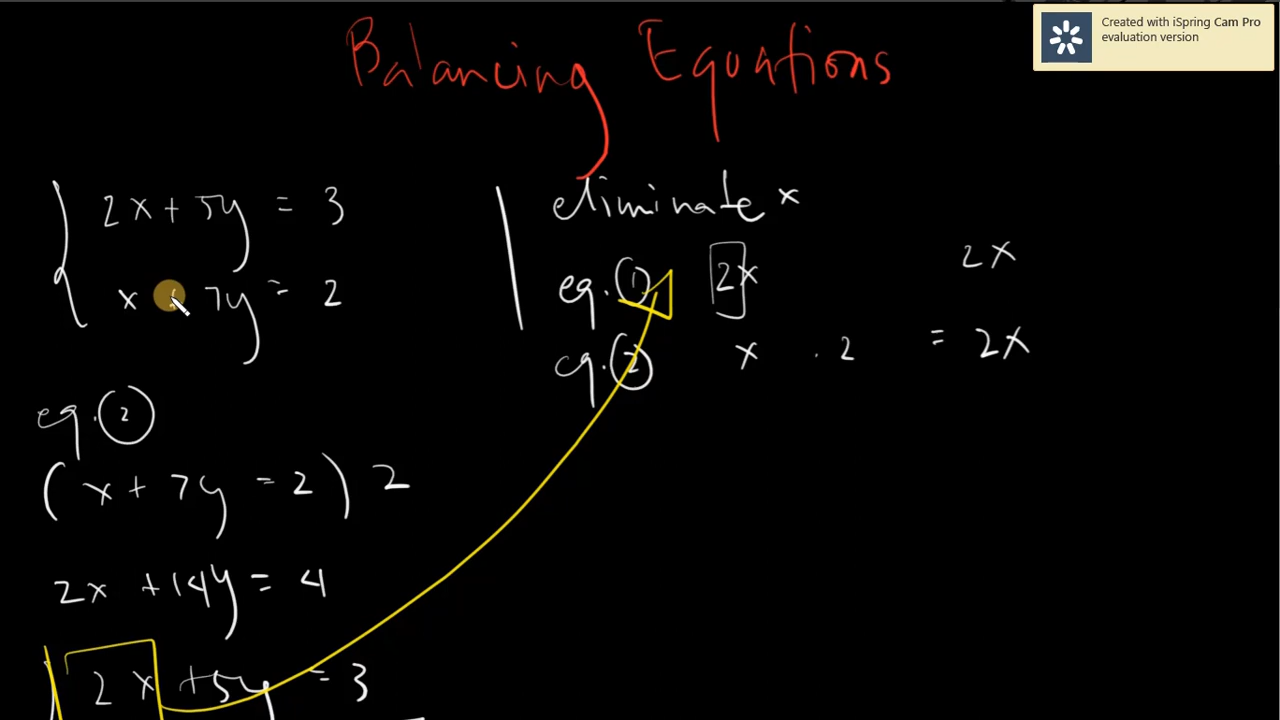 Created with iSpring Cam Pro
evaluation version
Balancing Equations
2x + 5y = 3
x + 7y = 2
eliminate x
eq. ① 2x 2x
eq. ② x . 2 = 2x
eq. ②
( x + 7y = 2 ) 2
2x + 14y = 4
2x + 5y = 3